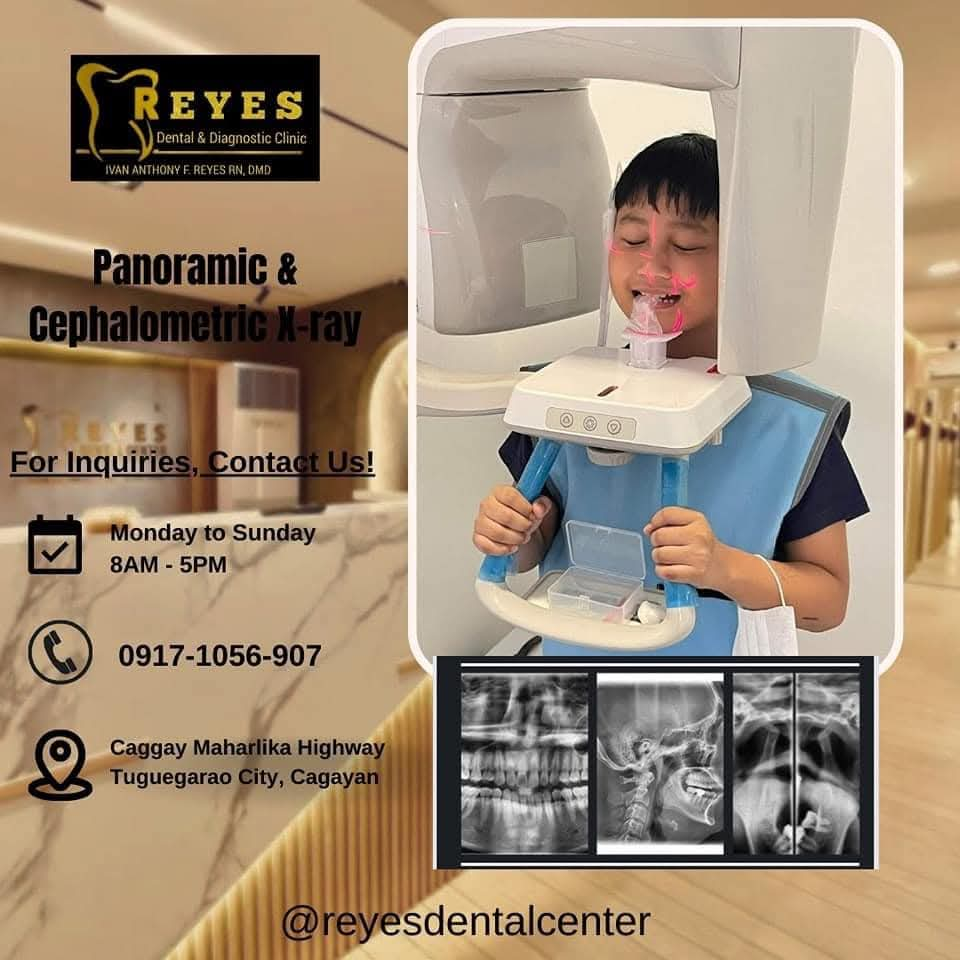 REYES
Dental & Diagnostic Clinic
IVAN ANTHONY F. REYES RN, DMD
Panoramic &
Cephalometric X-ray
REYES
For Inquiries, Contact Us!
Monday to Sunday
8AM - 5PM
0917-1056-907
Caggay Maharlika Highway
Tuguegarao City, Cagayan
@reyesdentalcenter